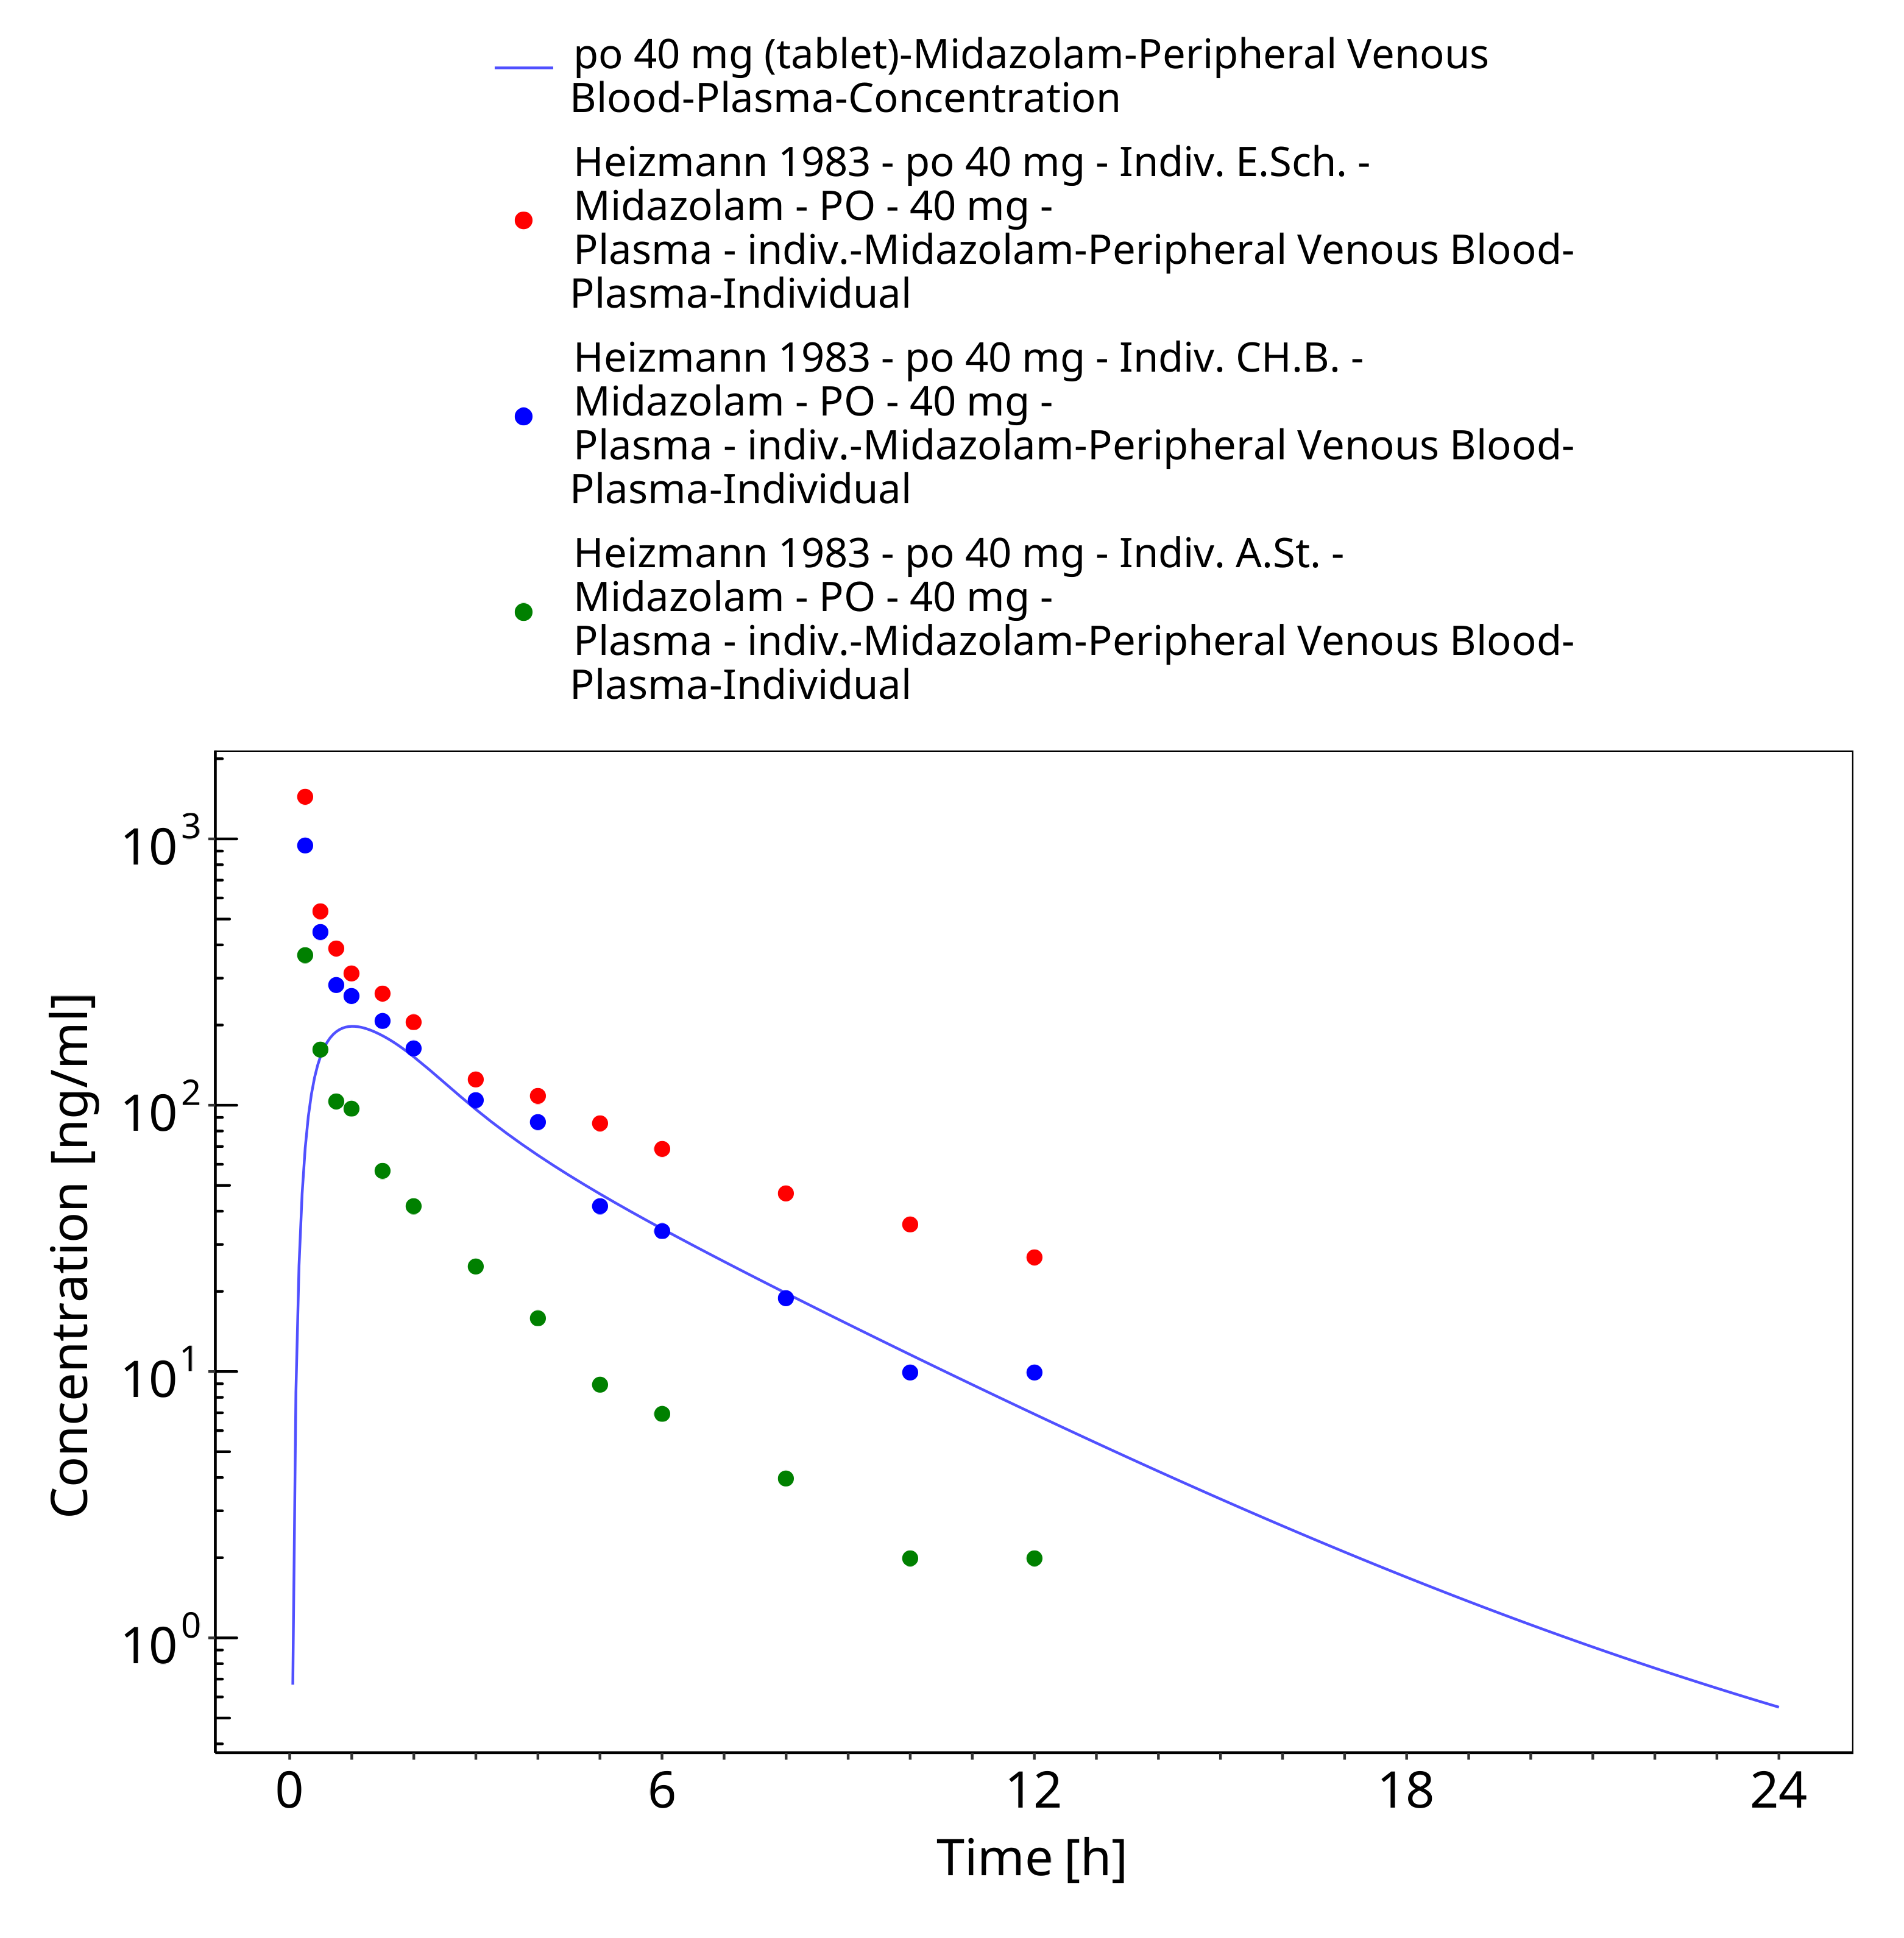 po 40 mg (tablet)-Midazolam-Peripheral Venous
Blood-Plasma-Concentration
Heizmann 1983 - po 40 mg - Indiv. E.Sch. -
Midazolam - PO - 40 mg -
Plasma - indiv.-Midazolam-Peripheral Venous Blood-
Plasma-Individual
Heizmann 1983 - po 40 mg - Indiv. CH.B. -
Midazolam - PO - 40 mg -
Plasma - indiv.-Midazolam-Peripheral Venous Blood-
Plasma-Individual
Heizmann 1983 - po 40 mg - Indiv. A.St. -
Midazolam - PO - 40 mg -
Plasma - indiv.-Midazolam-Peripheral Venous Blood-
Plasma-Individual
Concentration [ng/ml]
10³
10²
10¹
10⁰
0 6 12 18 24
Time [h]